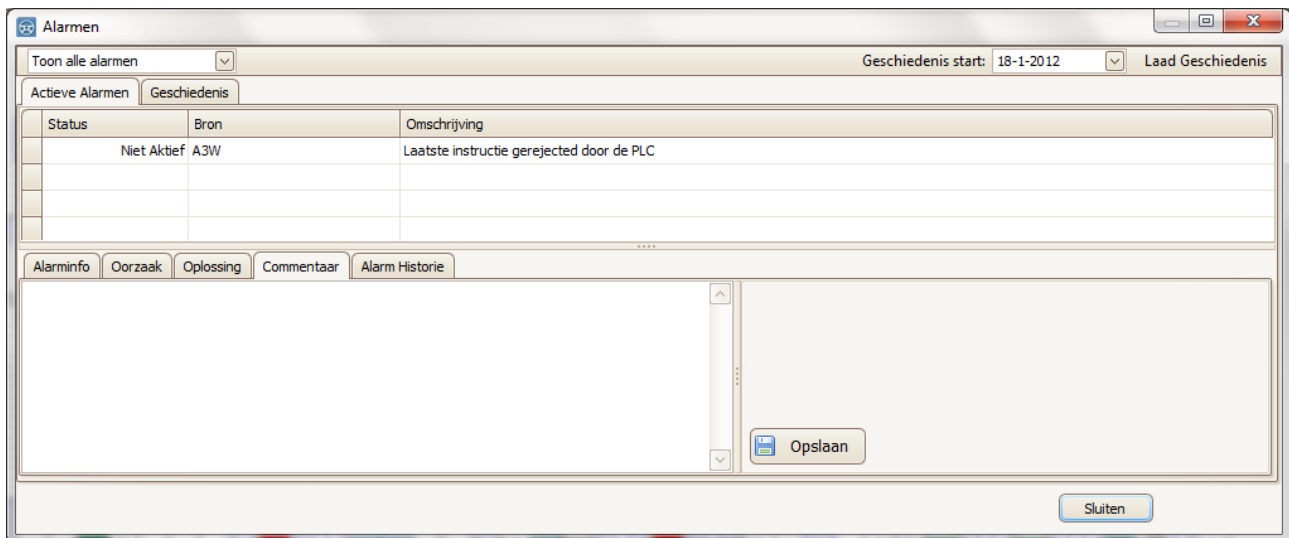 Alarmen
Toon alle alarmen Geschiedenis start: 18-1-2012 Laad Geschiedenis
Actieve Alarmen Geschiedenis
Status Bron Omschrijving
Niet Aktief A3W Laatste instructie gerejected door de PLC
Alarminfo Oorzaak Oplossing Commentaar Alarm Historie
Opslaan
Sluiten